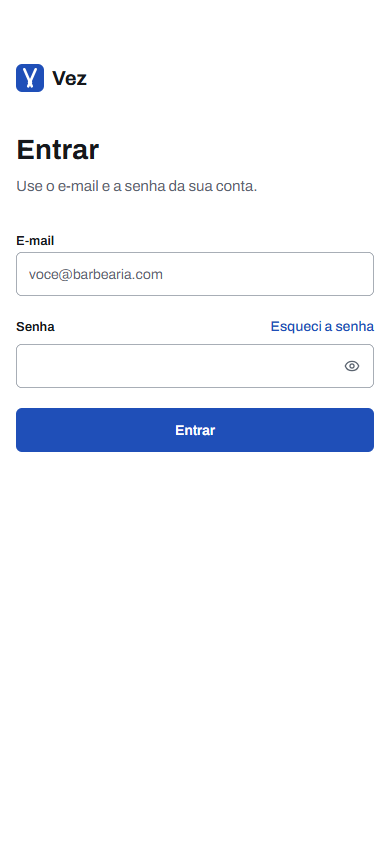 Vez
Entrar
Use o e-mail e a senha da sua conta.
E-mail
voce@barbearia.com
Senha
Esqueci a senha
Entrar